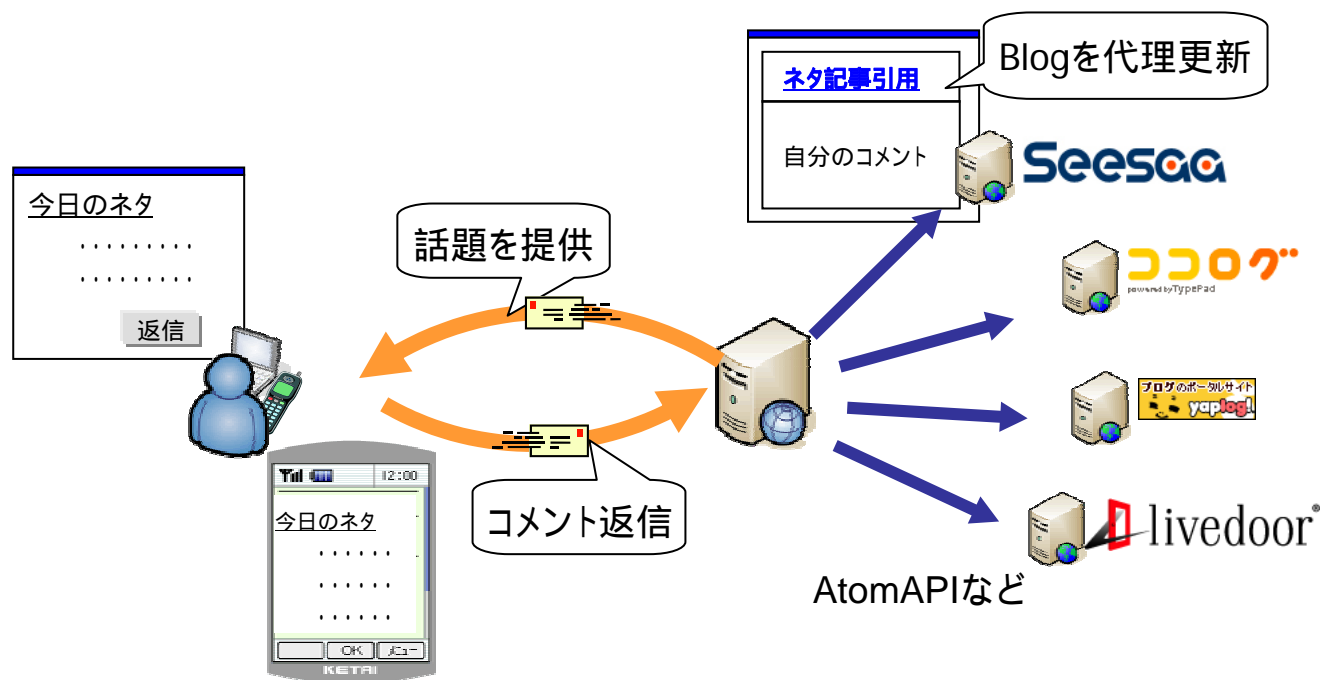 Blogを代理更新
ネタ記事引用
自分のコメント
Seesaa
今日のネタ
.........
.........
返信
話題を提供
ココログ
powered by TypePad
ブログのポータルサイト
yaplog!
12:00
今日のネタ
......
......
......
OK
メニュー
KETAI
コメント返信
livedoor®
AtomAPIなど